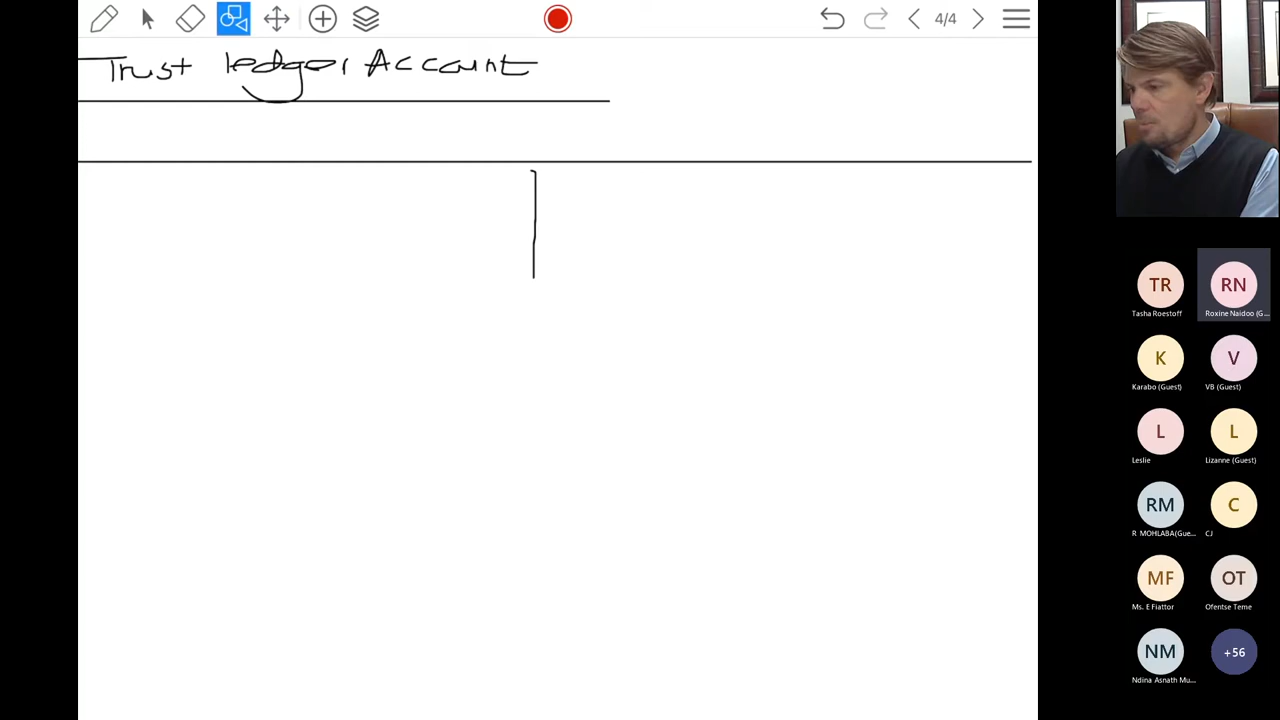 4/4
Trust ledger Account
TR
RN
Tasha Roestoff
Roxine Naidoo (G...
K
V
Karabo (Guest)
VB (Guest)
L
L
Leslie
Lizanne (Guest)
RM
C
R MOHLABA(Gue...
CJ
MF
OT
Ms. E Fiattor
Ofentse Teme
NM
+56
Ndina Asnath Mu...